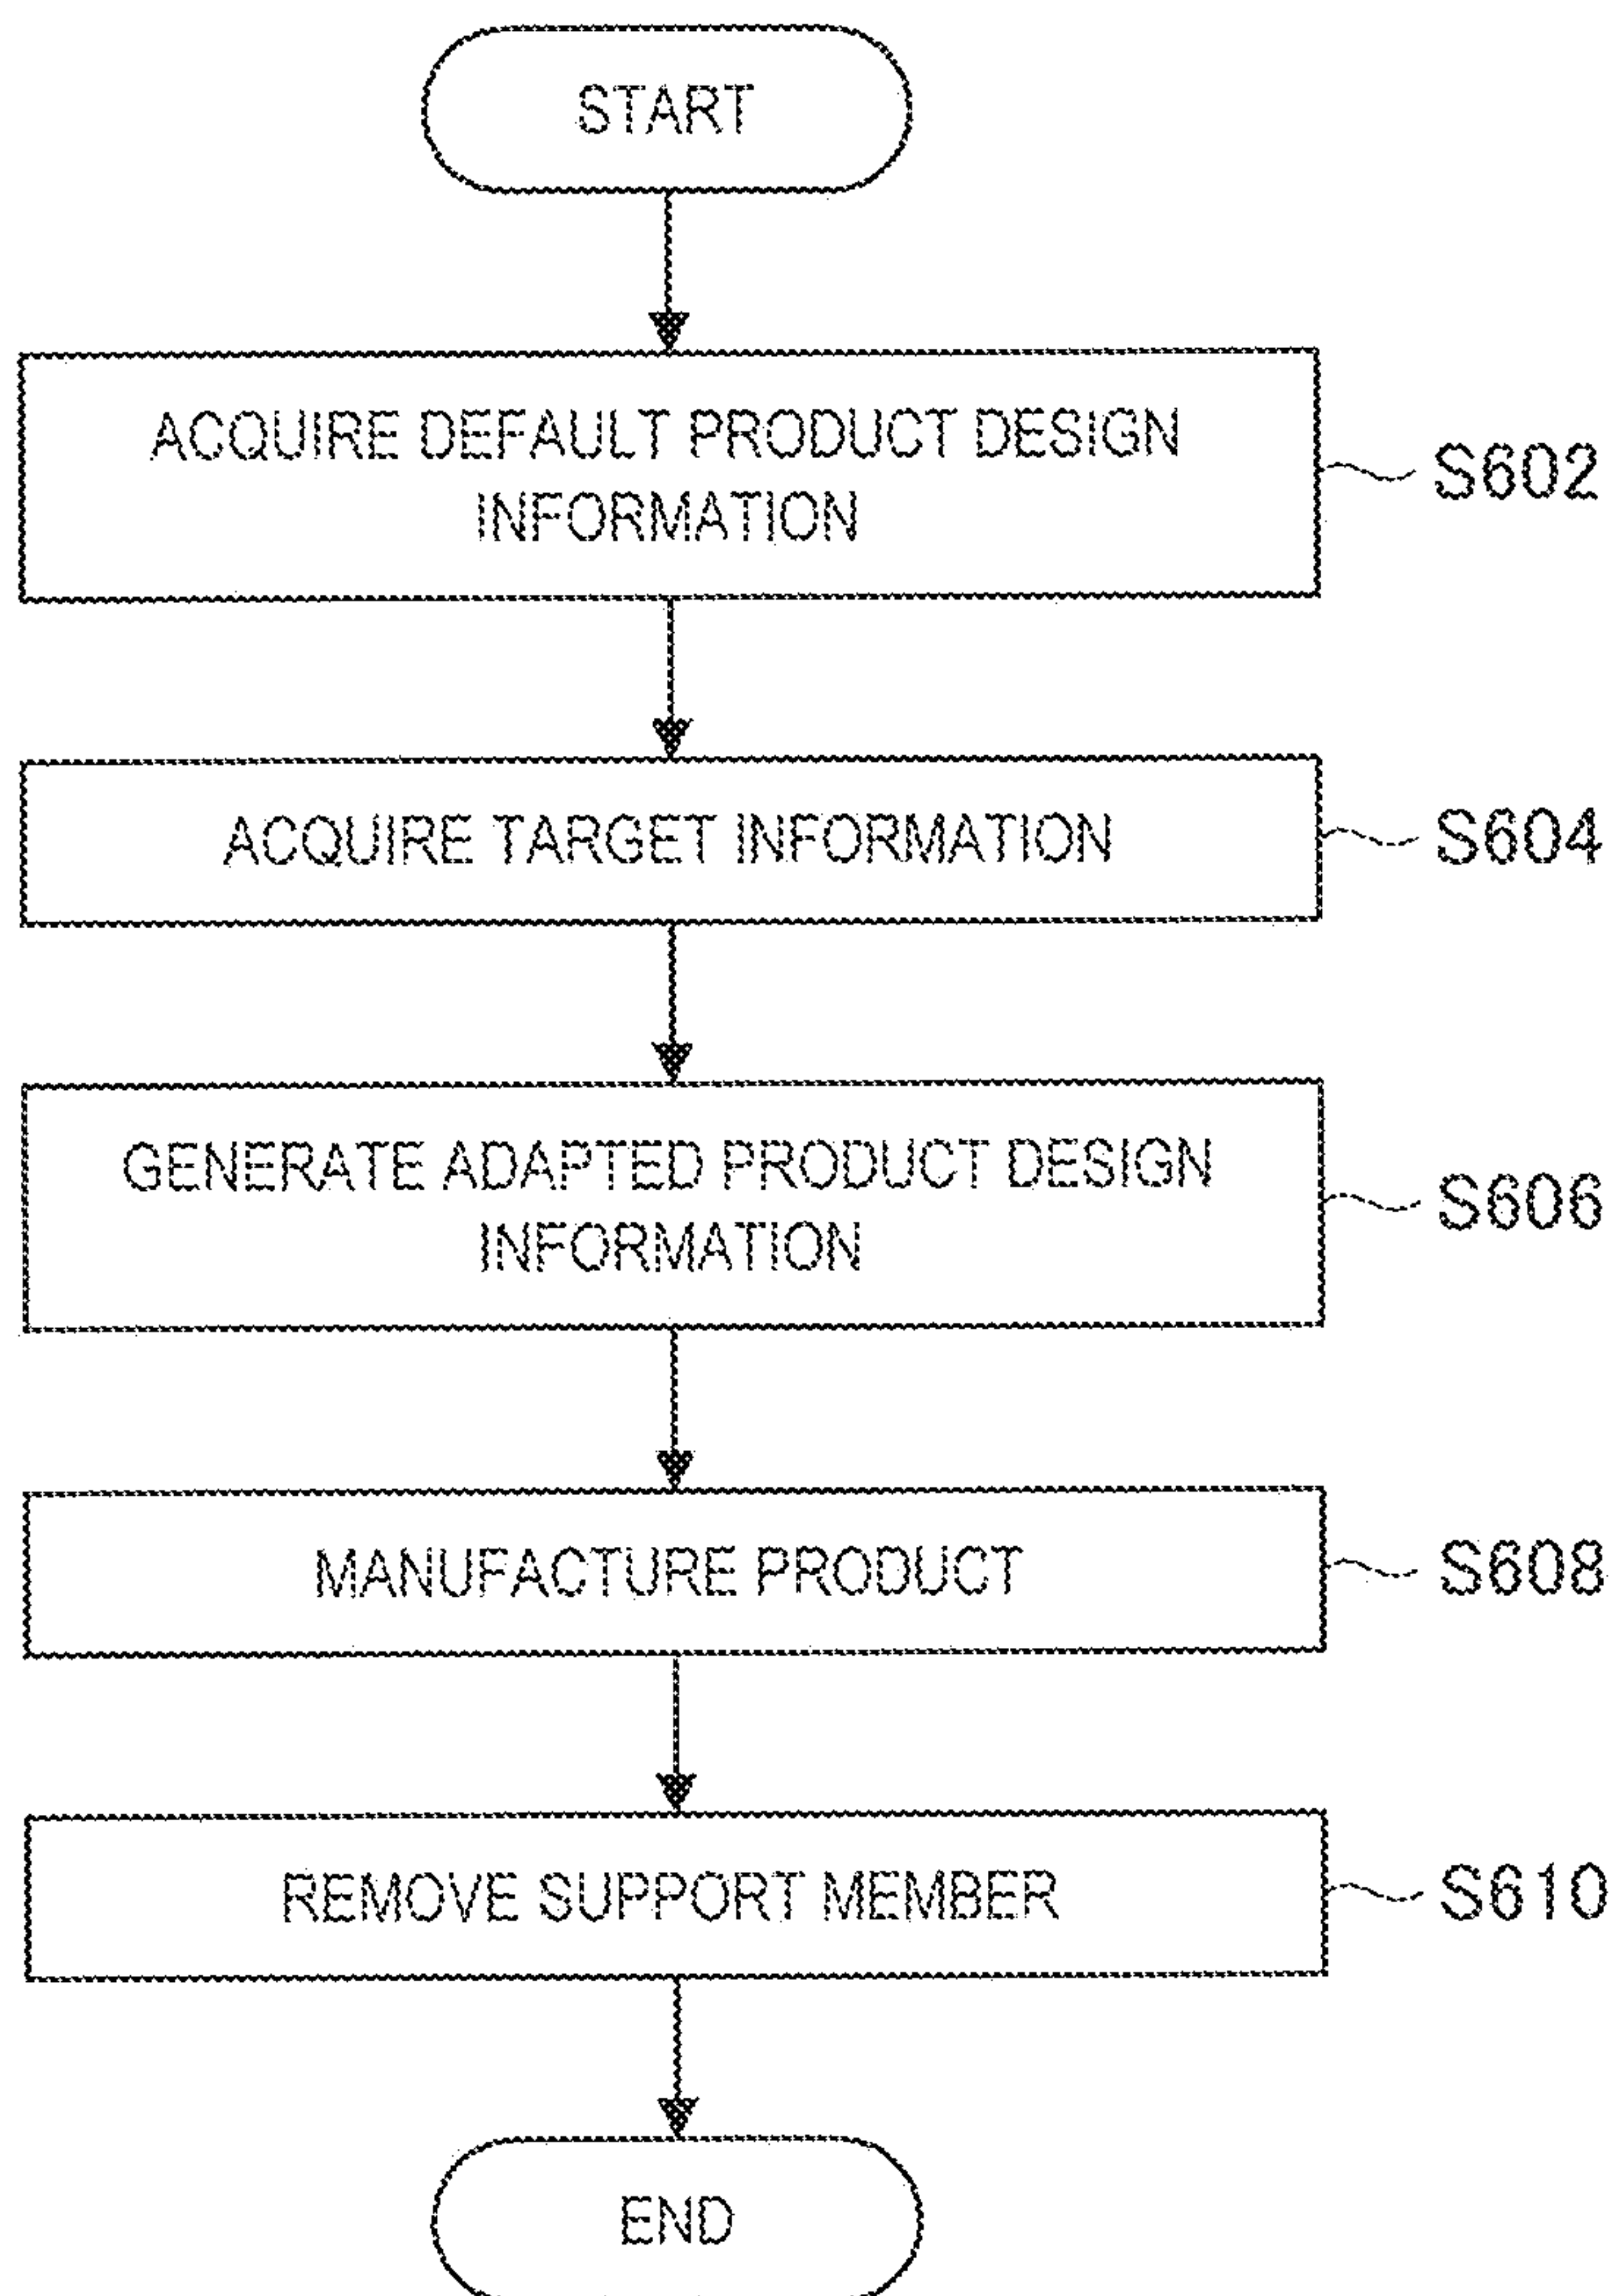 START
ACQUIRE DEFAULT PRODUCT DESIGN
INFORMATION
S602
ACQUIRE TARGET INFORMATION
S604
GENERATE ADAPTED PRODUCT DESIGN
INFORMATION
S606
MANUFACTURE PRODUCT
S608
REMOVE SUPPORT MEMBER
S610
END